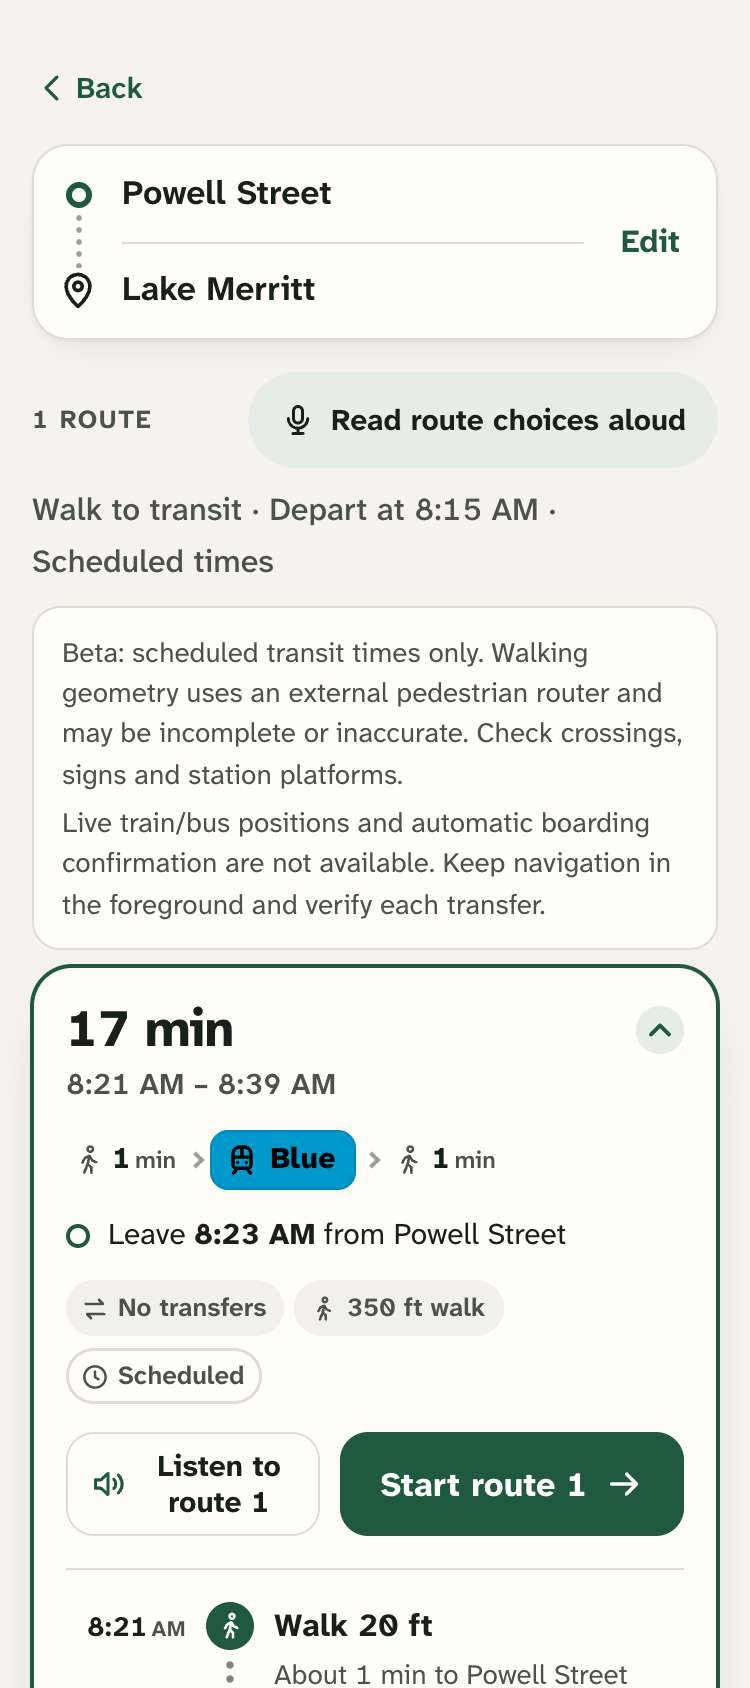 Back
Powell Street
Edit
Lake Merritt
1 ROUTE
Read route choices aloud
Walk to transit · Depart at 8:15 AM ·
Scheduled times
Beta: scheduled transit times only. Walking
geometry uses an external pedestrian router and
may be incomplete or inaccurate. Check crossings,
signs and station platforms.
Live train/bus positions and automatic boarding
confirmation are not available. Keep navigation in
the foreground and verify each transfer.
17 min
8:21 AM – 8:39 AM
1 min > Blue > 1 min
Leave 8:23 AM from Powell Street
No transfers 350 ft walk
Scheduled
Listen to
route 1
Start route 1 →
8:21 AM Walk 20 ft
About 1 min to Powell Street